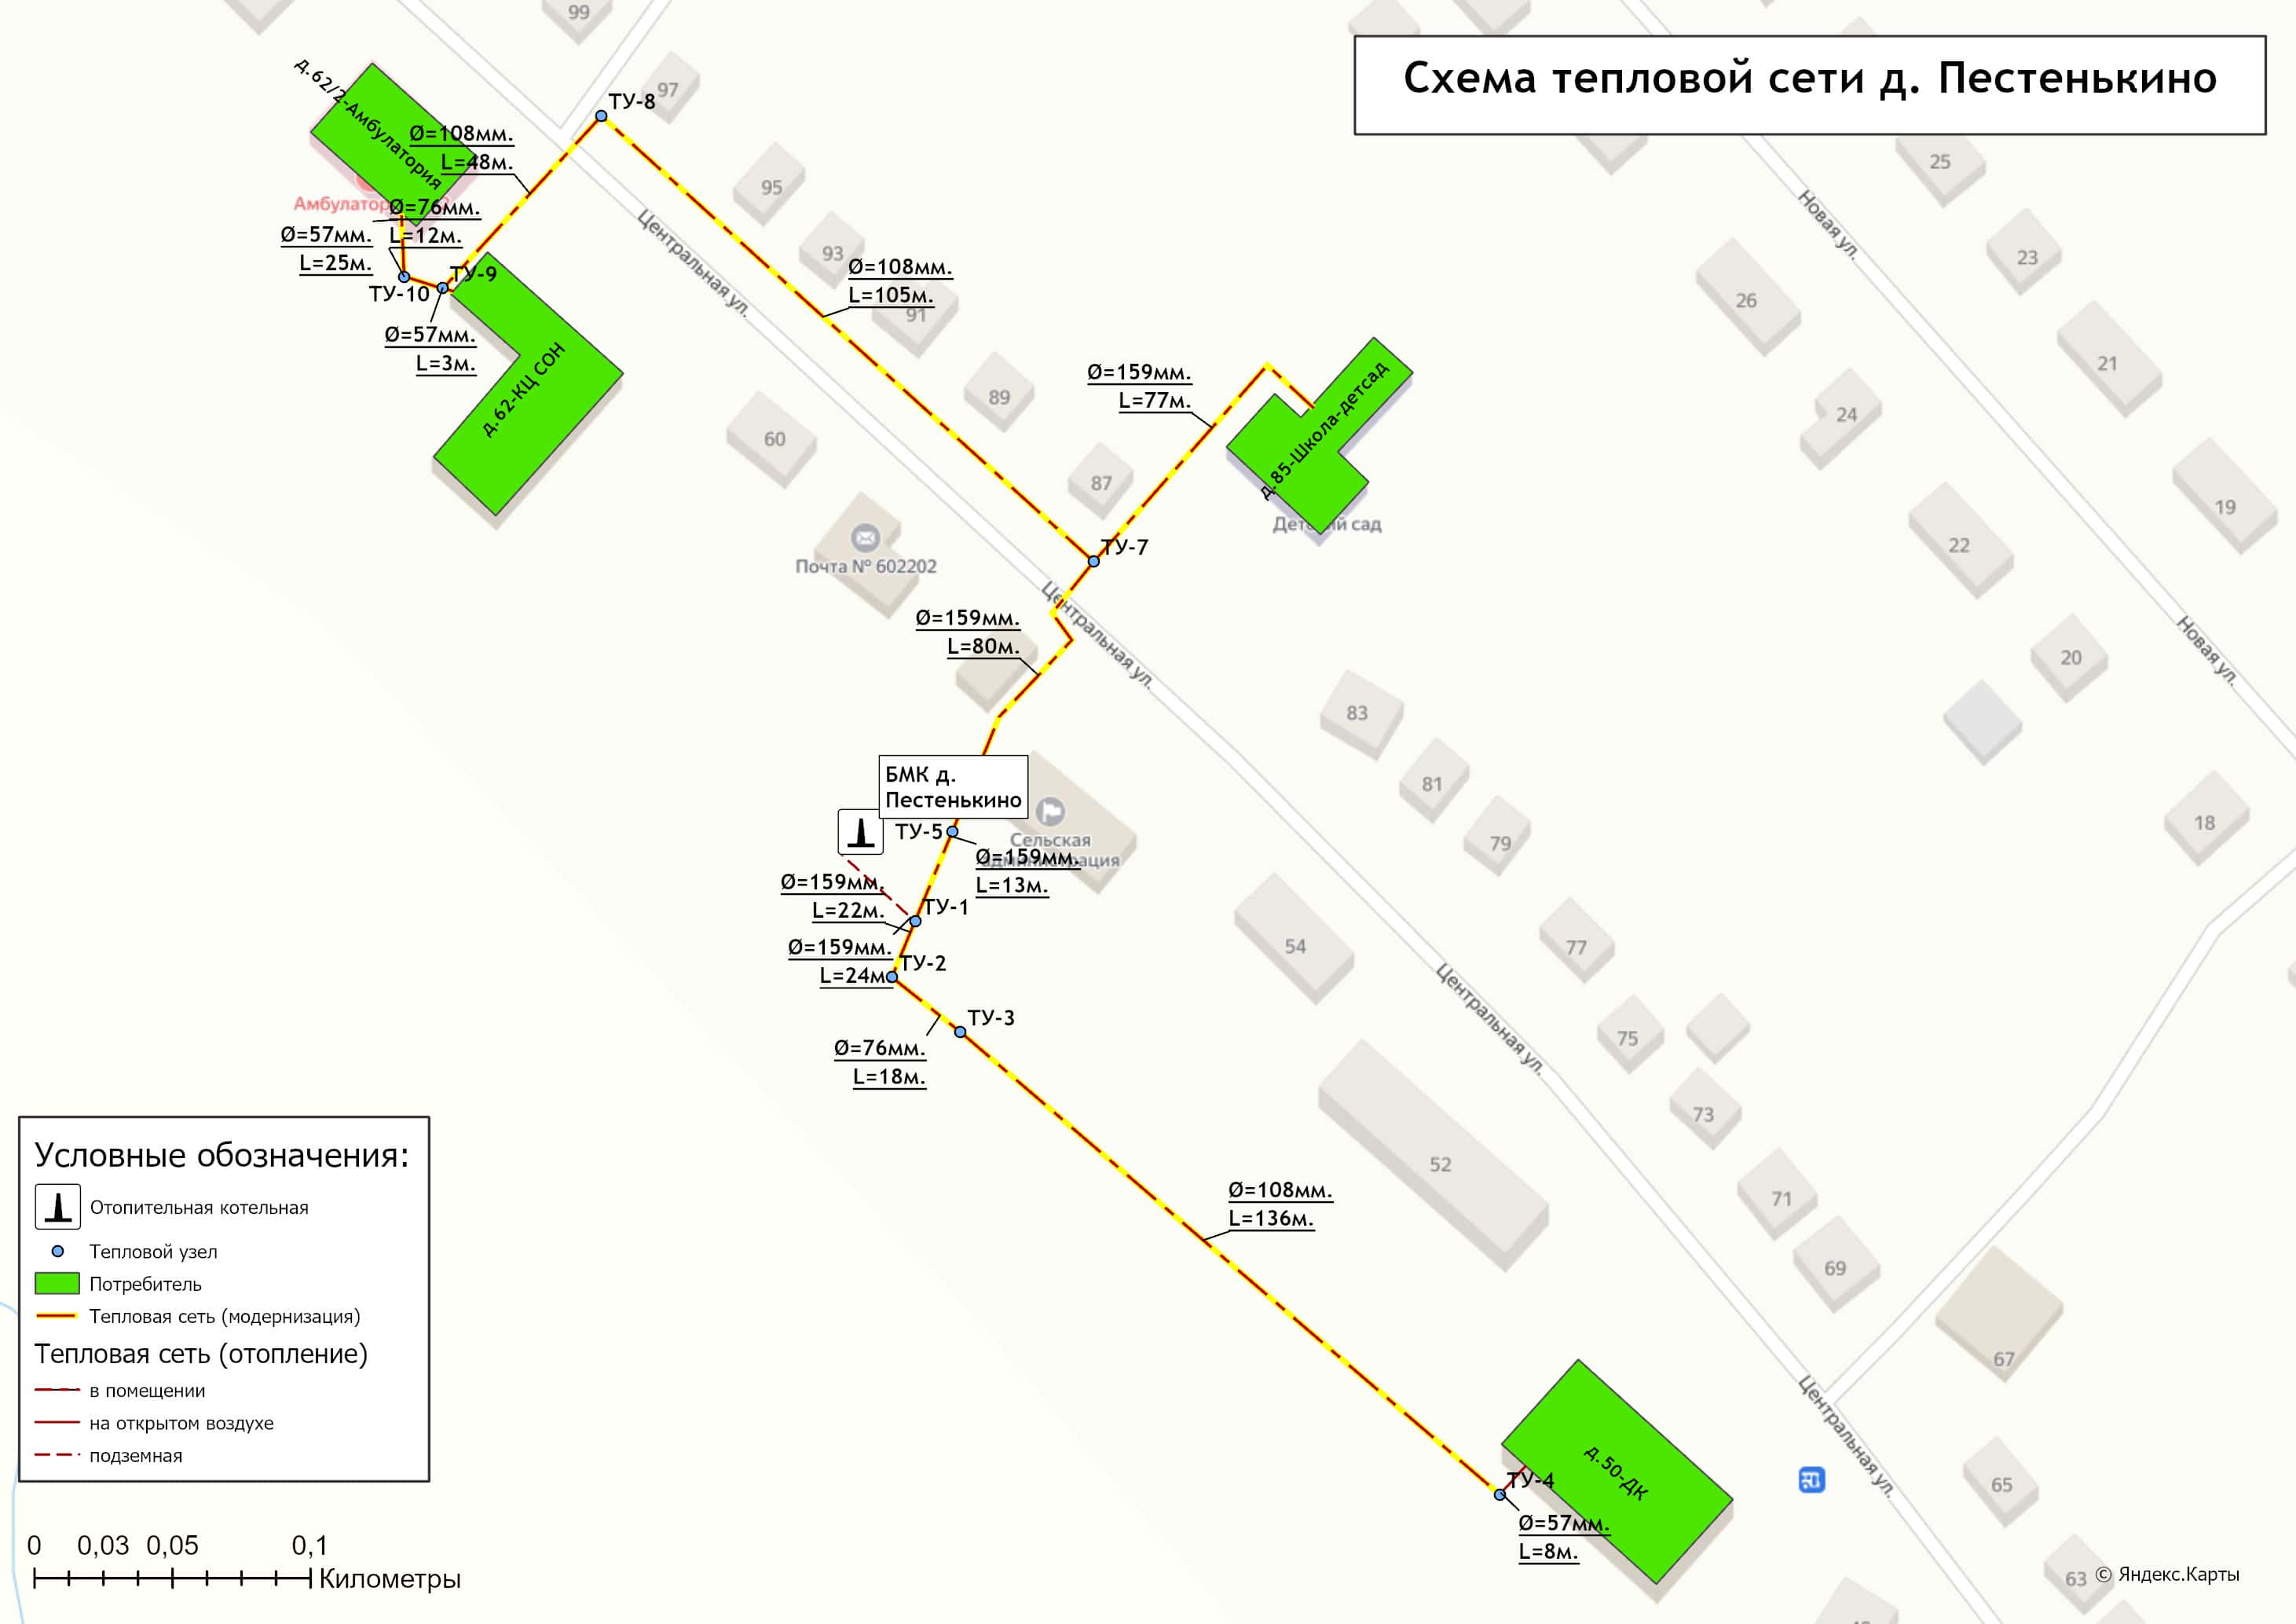 Схема тепловой сети д. Пестенькино
99
97
д.62/2-Амбулатория
ТУ-8
Ø=108мм.
L=48м.
Ø=76мм.
L=12м.
Ø=57мм.
L=25м.
ТУ-9
ТУ-10
Ø=57мм.
L=3м.
д.62-КЦ СОН
95
93
91
89
87
60
Центральная ул.
Ø=108мм.
L=105м.
Ø=159мм.
L=77м.
д.85-Школа-детсад
ТУ-7
Почта № 602202
Центральная ул.
Ø=159мм.
L=80м.
БМК д.
Пестенькино
ТУ-5
Сельская
Ø=159мм.
L=13м.
Ø=159мм.
L=22м.
ТУ-1
Ø=159мм.
L=24м
ТУ-2
ТУ-3
Ø=76мм.
L=18м.
Ø=108мм.
L=136м.
ТУ-4
Ø=57мм.
L=8м.
д.50-ДК
Новая ул.
25
23
26
21
24
19
22
20
Новая ул.
18
83
81
79
54
77
Центральная ул.
75
73
52
71
69
67
Центральная ул.
65
63
Условные обозначения:
Отопительная котельная
Тепловой узел
Потребитель
Тепловая сеть (модернизация)
Тепловая сеть (отопление)
в помещении
на открытом воздухе
подземная
0 0,03 0,05 0,1
Километры
© Яндекс.Карты